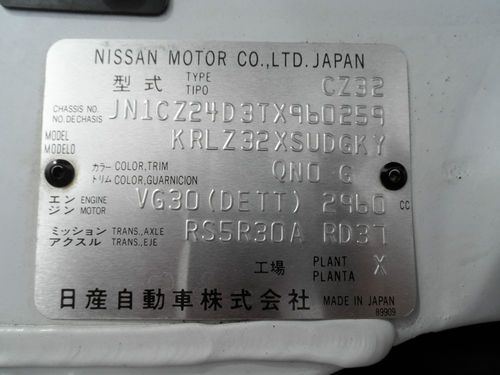 NISSAN MOTOR CO.,LTD. JAPAN
型式 TYPE TIPO CZ32
CHASSIS NO. NO. DE CHASIS JN1CZ24D3TX960259
MODEL MODELO KRLZ32XSUDGKY
カラー COLOR, TRIM
トリム COLOR, GUARNICION QN0 G
エンジン ENGINE MOTOR VG30(DETT) 2960 CC
ミッション TRANS., AXLE
アクスル TRANS., EJE RS5R30A RD37
工場 PLANT PLANTA X
日産自動車株式会社 MADE IN JAPAN
89909